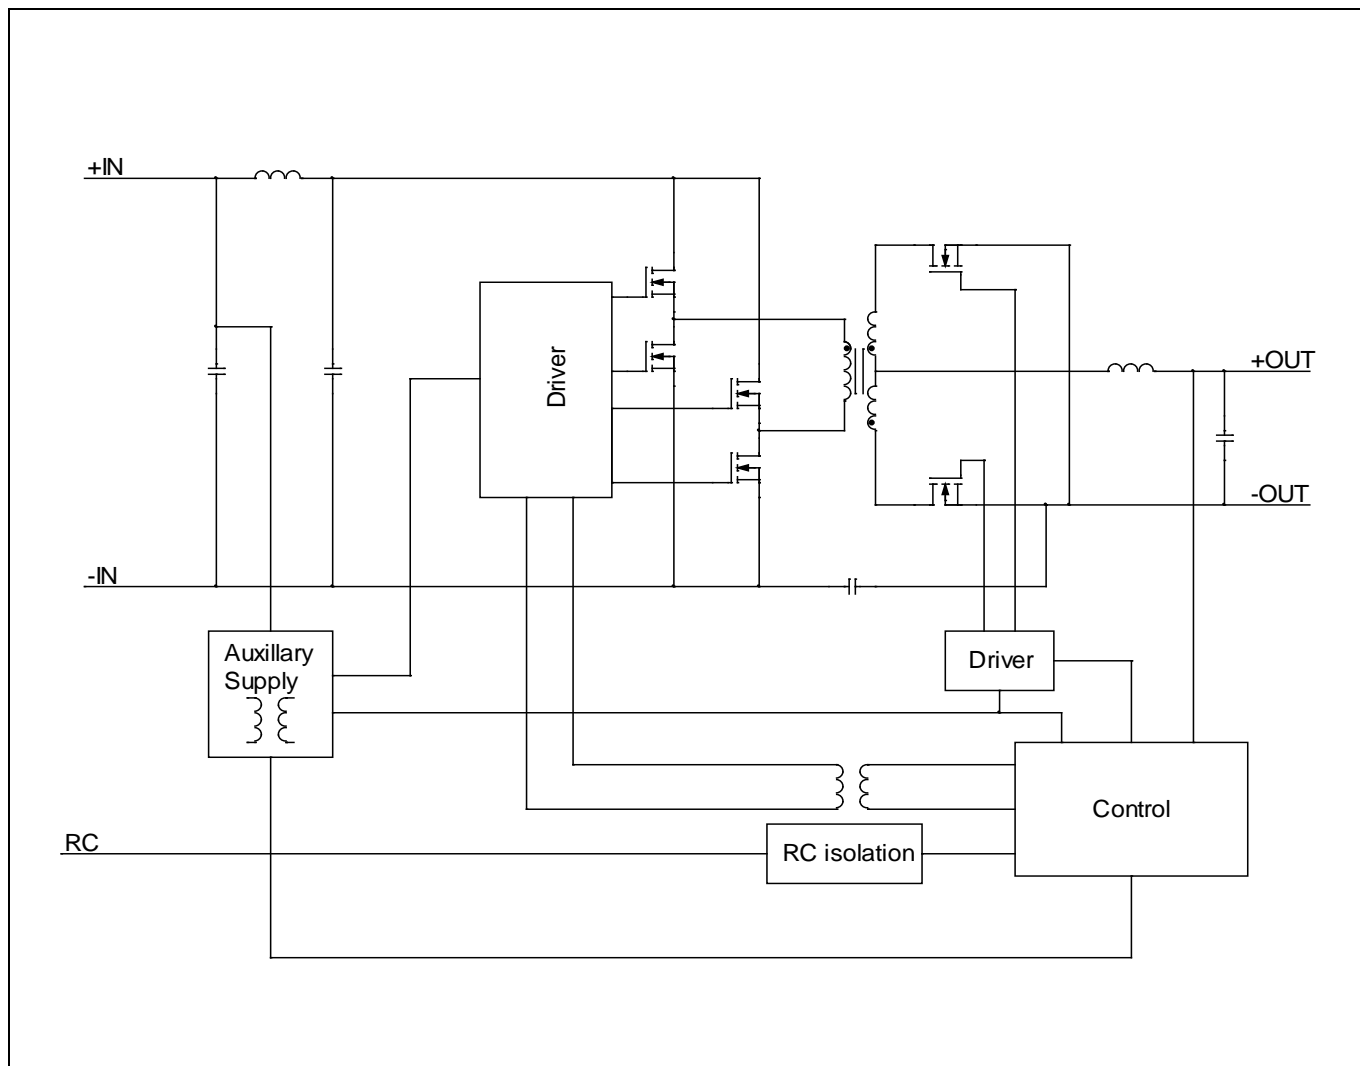 +IN
+OUT
Driver
-OUT
-IN
Auxillary
Supply
Driver
Control
RC
RC isolation